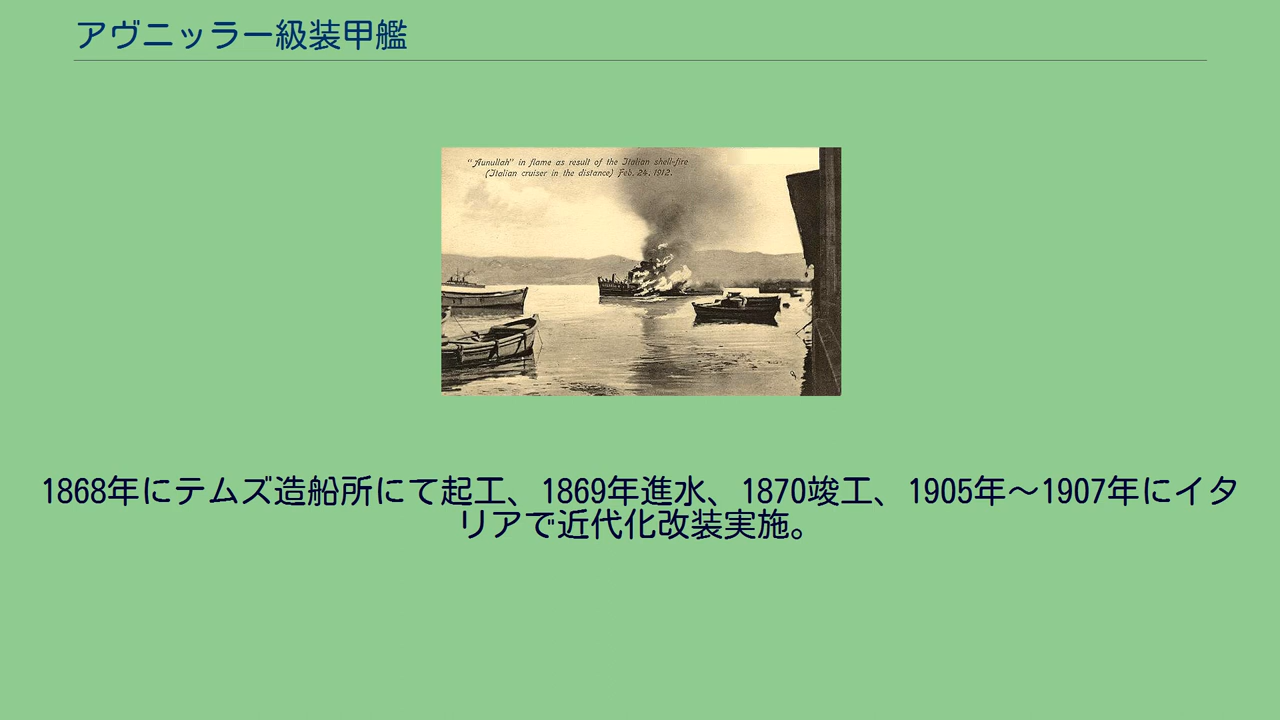 アヴニッラー級装甲艦
"Aunullah" in flame as result of the Italian shell-fire
(Italian cruiser in the distance) Feb. 24. 1912.
1868年にテムズ造船所にて起工、1869年進水、1870竣工、1905年～1907年にイタ
リアで近代化改装実施。